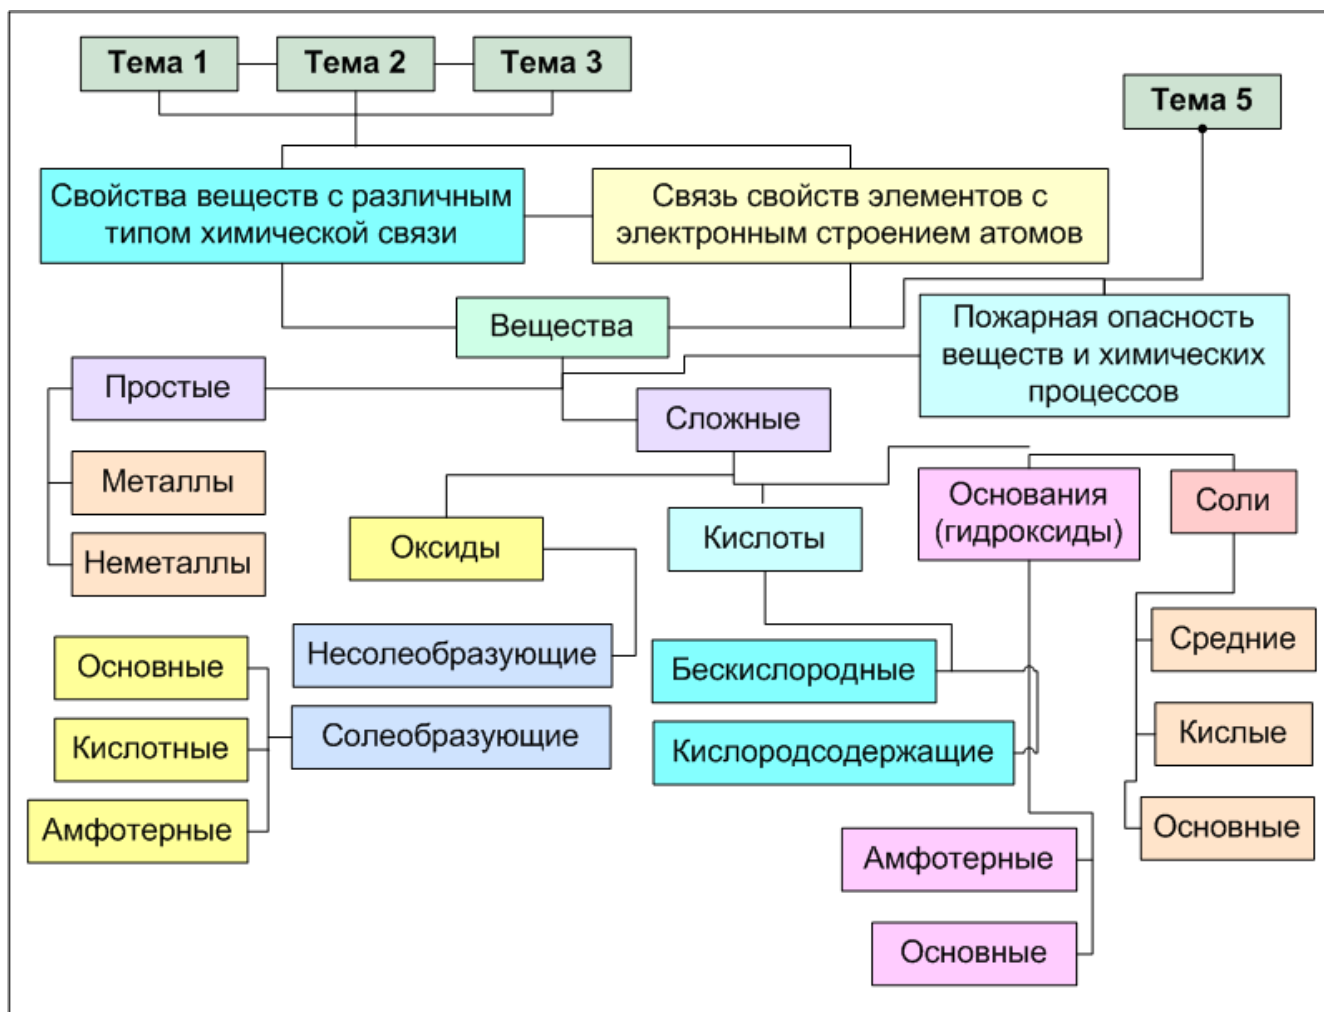 Тема 1
Тема 2
Тема 3
Тема 5
Свойства веществ с различным
типом химической связи
Связь свойств элементов с
электронным строением атомов
Вещества
Пожарная опасность
веществ и химических
процессов
Простые
Сложные
Металлы
Неметаллы
Оксиды
Кислоты
Основания
(гидроксиды)
Соли
Несолеобразующие
Солеобразующие
Основные
Кислотные
Амфотерные
Бескислородные
Кислородсодержащие
Средние
Кислые
Основные
Амфотерные
Основные